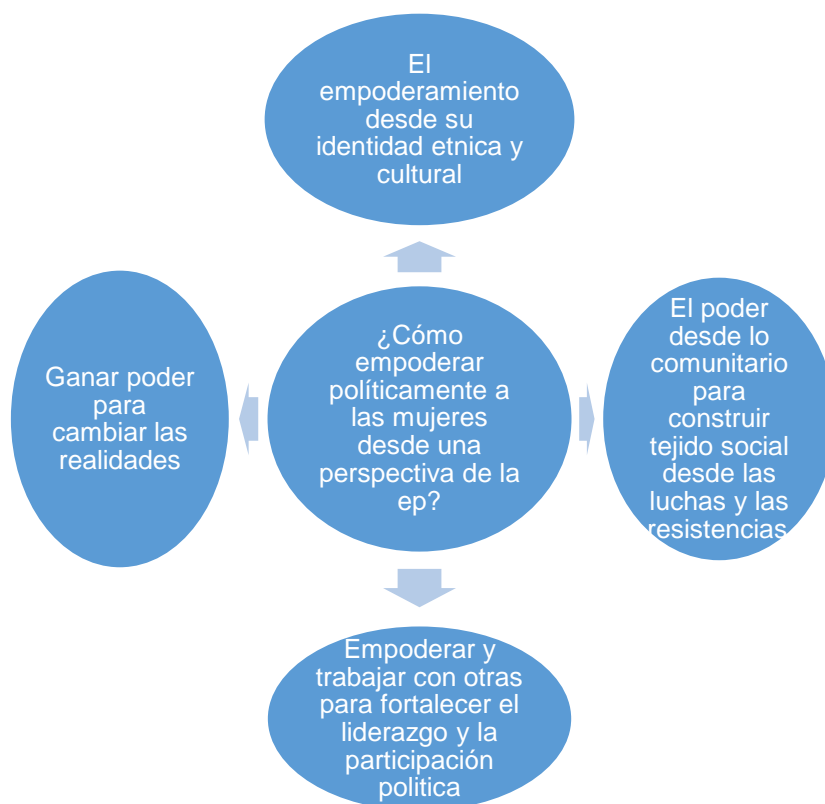 El
empoderamiento
desde su
identidad etnica y
cultural
Ganar poder
para
cambiar las
realidades
¿Cómo
empoderar
políticamente a
las mujeres
desde una
perspectiva de la
ep?
El poder
desde lo
comunitario
para
construir
tejido social
desde las
luchas y las
resistencias
Empoderar y
trabajar con otras
para fortalecer el
liderazgo y la
participación
politica